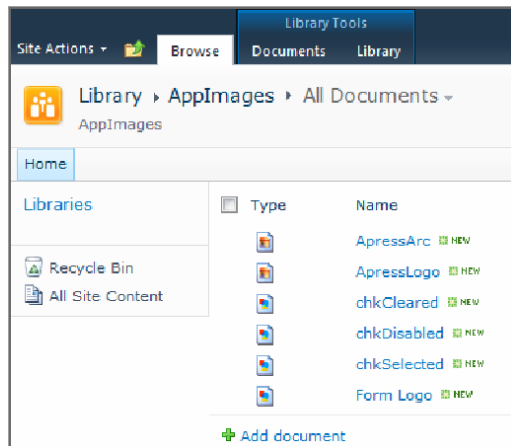 Library Tools
Site Actions Browse Documents Library
Library AppImages All Documents
AppImages
Home
Libraries
Type Name
ApressArc NEW
ApressLogo NEW
Recycle Bin
chkCleared NEW
All Site Content
chkDisabled NEW
chkSelected NEW
Form Logo NEW
Add document